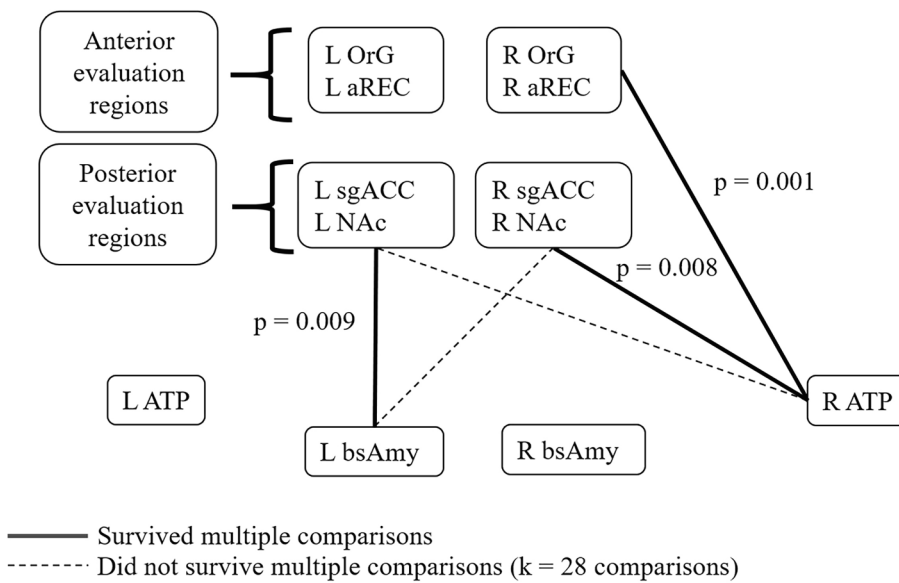 Anterior
evaluation
regions
L OrG
L aREC
R OrG
R aREC
Posterior
evaluation
regions
L sgACC
L NAc
R sgACC
R NAc
p = 0.001
p = 0.008
p = 0.009
L ATP
R ATP
L bsAmy
R bsAmy
Survived multiple comparisons
Did not survive multiple comparisons (k = 28 comparisons)